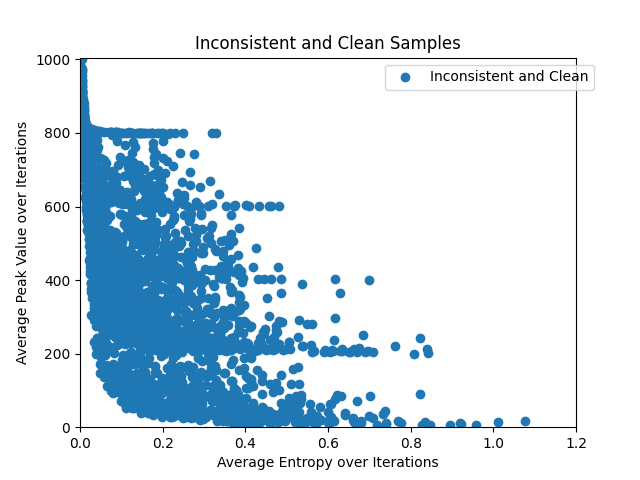 Inconsistent and Clean Samples
Inconsistent and Clean
Average Peak Value over Iterations
1000
800
600
400
200
0
0.0 0.2 0.4 0.6 0.8 1.0 1.2
Average Entropy over Iterations